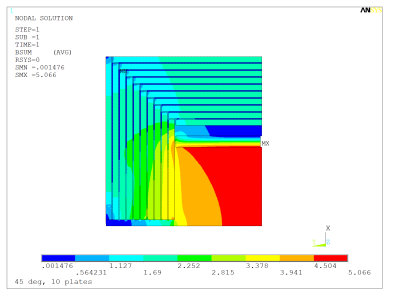 1
AN
NODAL SOLUTION
STEP=1
SUB =1
TIME=1
BSUM (AVG)
RSYS=0
SMN =.001476
SMX =5.066
MX
X
.001476 1.127 2.252 3.378 4.504
.564231 1.69 2.815 3.941 5.066
45 deg, 10 plates